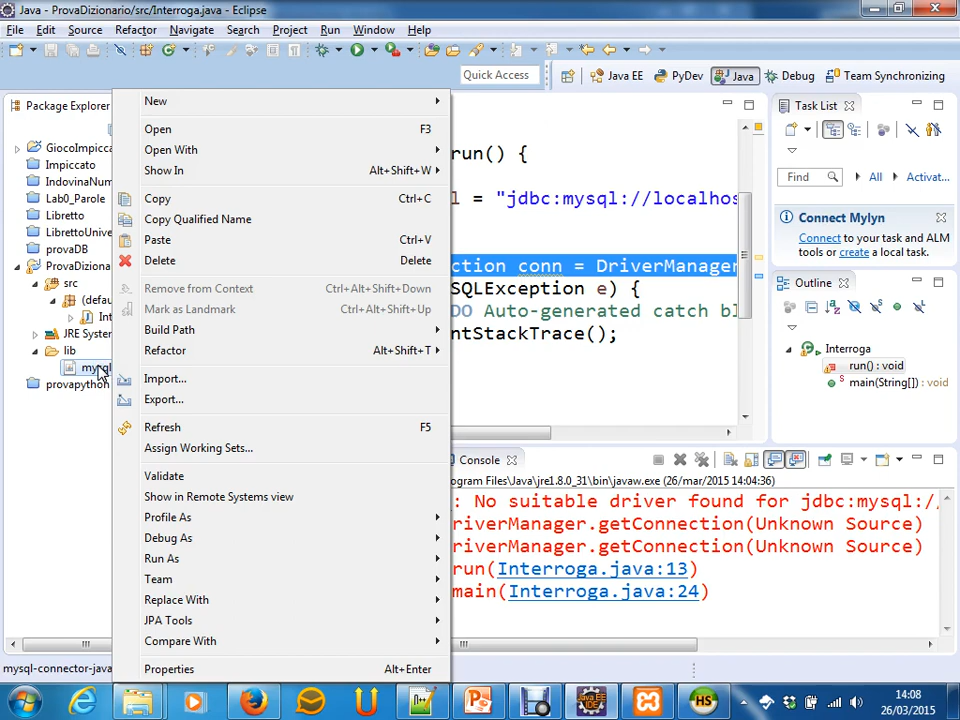 Java - ProvaDizionario/src/Interroga.java - Eclipse
File Edit Source Refactor Navigate Search Project Run Window Help
Quick Access
Java EE
PyDev
Java
Debug
Team Synchronizing
Package Explorer
GiocoImpicca
Impiccato
IndovinaNum
Lab0_Parole
Libretto
LibrettoUnive
provaDB
ProvaDiziona
src
(defau
Int
JRE System
lib
mysql
provapython
New
Open F3
Open With
Show In Alt+Shift+W
Copy Ctrl+C
Copy Qualified Name
Paste Ctrl+V
Delete Delete
Remove from Context Ctrl+Alt+Shift+Down
Mark as Landmark Ctrl+Alt+Shift+Up
Build Path
Refactor Alt+Shift+T
Import...
Export...
Refresh F5
Assign Working Sets...
Validate
Show in Remote Systems view
Profile As
Debug As
Run As
Team
Replace With
JPA Tools
Compare With
Properties Alt+Enter
run() {
l = "jdbc:mysql://localhos
ction conn = DriverManager
SQLException e) {
DO Auto-generated catch bl
ntStackTrace();
Task List
Find
All
Activat...
Connect Mylyn
Connect to your task and ALM
tools or create a local task.
Outline
Interroga
run() : void
main(String[]) : void
Console
ogram Files\Java\jre1.8.0_31\bin\javaw.exe (26/mar/2015 14:04:36)
: No suitable driver found for jdbc:mysql:/
riverManager.getConnection(Unknown Source)
riverManager.getConnection(Unknown Source)
run(Interroga.java:13)
main(Interroga.java:24)
mysql-connector-java
JAVA EE
IDE
HS
14:08
26/03/2015